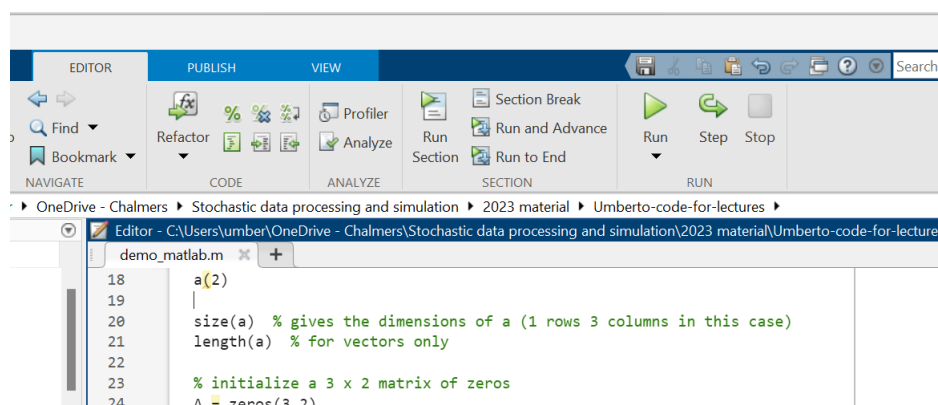 EDITOR PUBLISH VIEW
Search
Find
Bookmark
NAVIGATE
Refactor
CODE
Profiler
Analyze
ANALYZE
Run Section
Section Break
Run and Advance
Run to End
SECTION
Run Step Stop
RUN
OneDrive - Chalmers Stochastic data processing and simulation 2023 material Umberto-code-for-lectures
Editor - C:\Users\umber\OneDrive - Chalmers\Stochastic data processing and simulation\2023 material\Umberto-code-for-lecture
demo_matlab.m
18 a(2)
19
20 size(a) % gives the dimensions of a (1 rows 3 columns in this case)
21 length(a) % for vectors only
22
23 % initialize a 3 x 2 matrix of zeros
24 A = zeros(3,2)